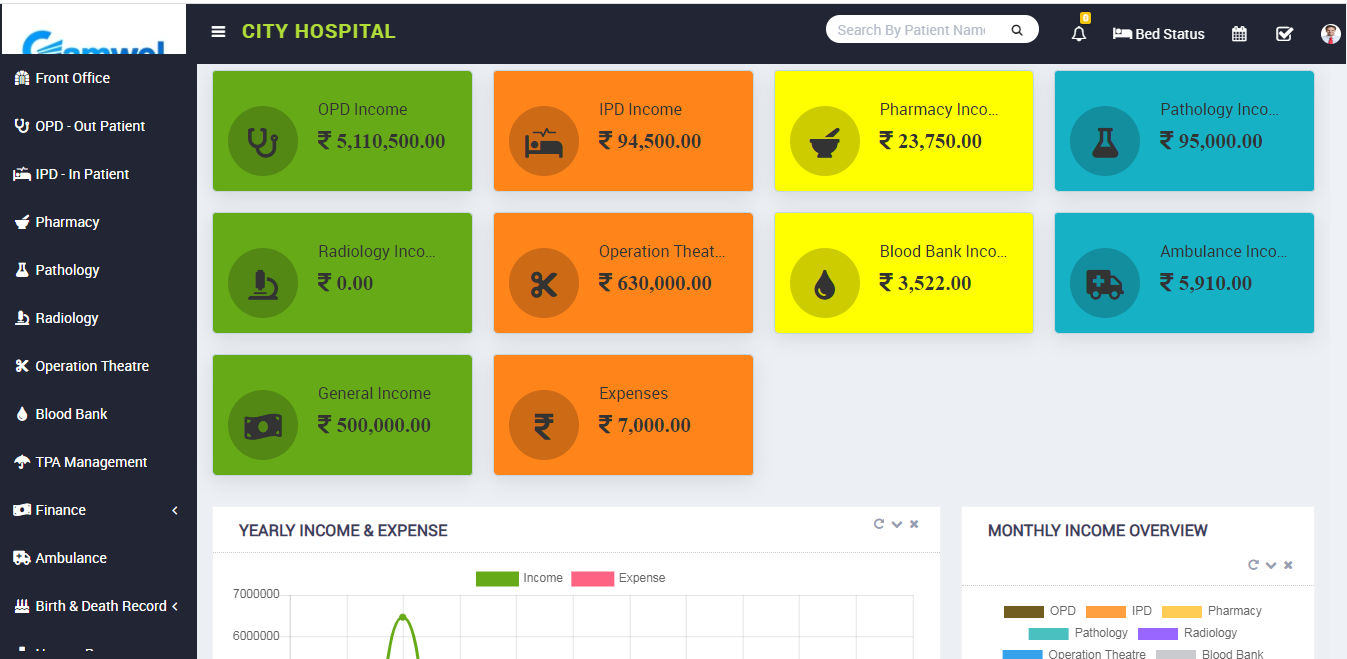 CITY HOSPITAL
Search By Patient Name
0
Bed Status
Front Office
OPD - Out Patient
IPD - In Patient
Pharmacy
Pathology
Radiology
Operation Theatre
Blood Bank
TPA Management
Finance
Ambulance
Birth & Death Record
OPD Income
₹ 5,110,500.00
IPD Income
₹ 94,500.00
Pharmacy Inco...
₹ 23,750.00
Pathology Inco...
₹ 95,000.00
Radiology Inco...
₹ 0.00
Operation Theat...
₹ 630,000.00
Blood Bank Inco...
₹ 3,522.00
Ambulance Inco...
₹ 5,910.00
General Income
₹ 500,000.00
Expenses
₹ 7,000.00
YEARLY INCOME & EXPENSE
Income Expense
7000000
6000000
MONTHLY INCOME OVERVIEW
OPD IPD Pharmacy
Pathology Radiology
Operation Theatre Blood Bank